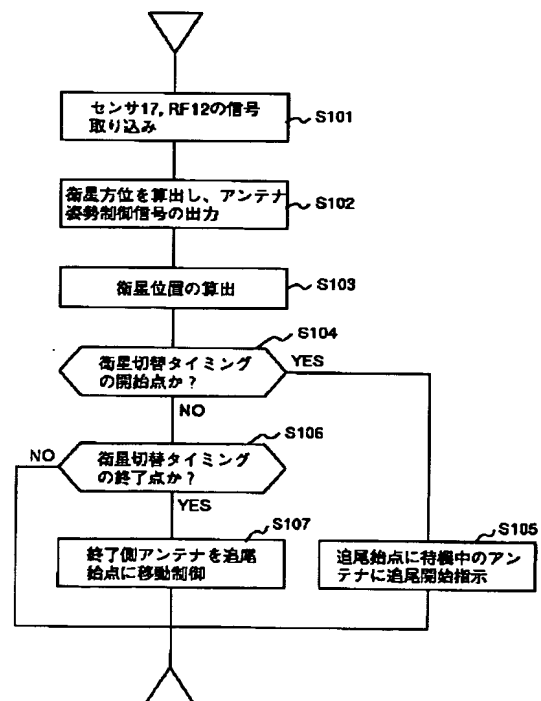 センサ17, RF12の信号
取り込み
S101
衛星方位を算出し、アンテナ
姿勢制御信号の出力
S102
衛星位置の算出
S103
S104
衛星切替タイミング
の開始点か？
YES
NO
S106
NO
衛星切替タイミング
の終了点か？
YES
S107
終了側アンテナを追尾
始点に移動制御
S105
追尾始点に待機中のアン
テナに追尾開始指示